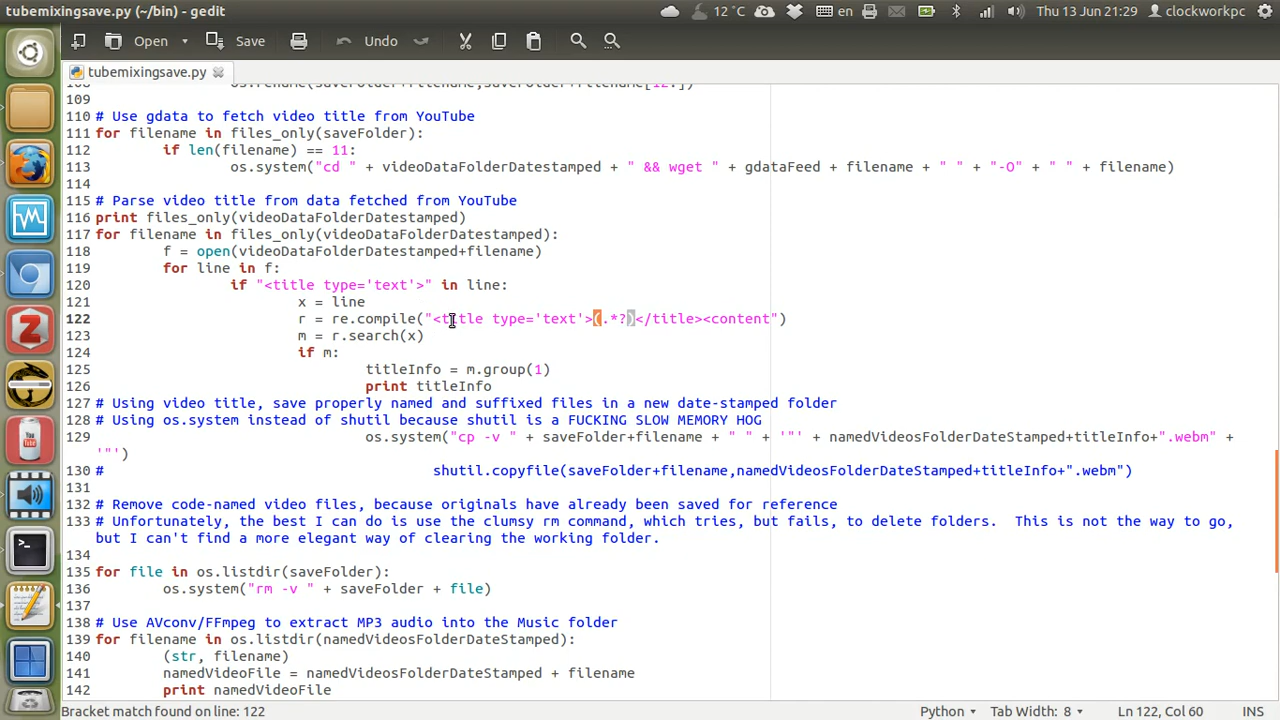 tubemixingsave.py (~/bin) - gedit
12 °C
en
Thu 13 Jun 21:29
clockworkpc
Open
Save
Undo
tubemixingsave.py
109
110 # Use gdata to fetch video title from YouTube
111 for filename in files_only(saveFolder):
112 if len(filename) == 11:
113 os.system("cd " + videoDataFolderDatestamped + " && wget " + gdataFeed + filename + " " + "-O" + " " + filename)
114
115 # Parse video title from data fetched from YouTube
116 print files_only(videoDataFolderDatestamped)
117 for filename in files_only(videoDataFolderDatestamped):
118 f = open(videoDataFolderDatestamped+filename)
119 for line in f:
120 if "<title type='text'>" in line:
121 x = line
122 r = re.compile("<title type='text'>(.*?)</title><content")
123 m = r.search(x)
124 if m:
125 titleInfo = m.group(1)
126 print titleInfo
127 # Using video title, save properly named and suffixed files in a new date-stamped folder
128 # Using os.system instead of shutil because shutil is a FUCKING SLOW MEMORY HOG
129 os.system("cp -v " + saveFolder+filename + " " + '"' + namedVideosFolderDateStamped+titleInfo+".webm" +
'"')
130 # shutil.copyfile(saveFolder+filename,namedVideosFolderDateStamped+titleInfo+".webm")
131
132 # Remove code-named video files, because originals have already been saved for reference
133 # Unfortunately, the best I can do is use the clumsy rm command, which tries, but fails, to delete folders.  This is not the way to go,
but I can't find a more elegant way of clearing the working folder.
134
135 for file in os.listdir(saveFolder):
136 os.system("rm -v " + saveFolder + file)
137
138 # Use AVconv/FFmpeg to extract MP3 audio into the Music folder
139 for filename in os.listdir(namedVideosFolderDateStamped):
140 (str, filename)
141 namedVideoFile = namedVideosFolderDateStamped + filename
142 print namedVideoFile
Bracket match found on line: 122
Python
Tab Width: 8
Ln 122, Col 60
INS